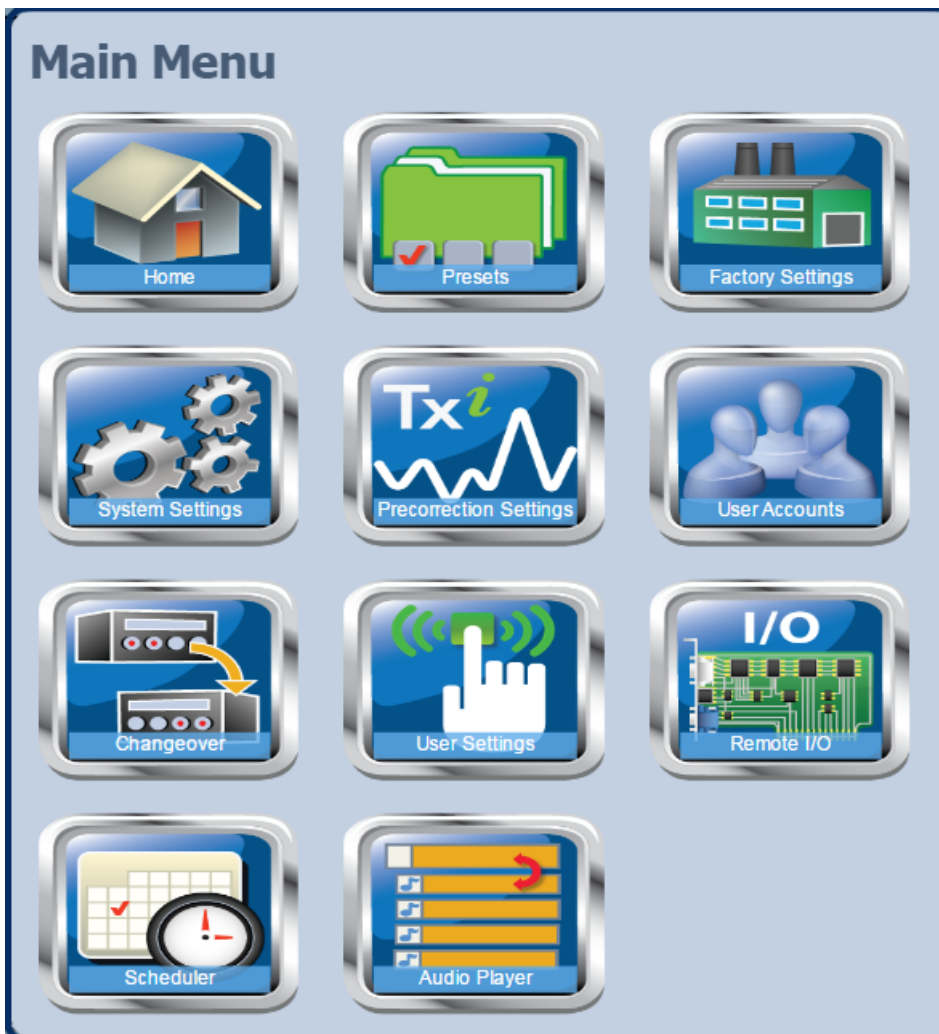 Main Menu
Home
Presets
Factory Settings
System Settings
Txi
Precorrection Settings
User Accounts
Changeover
User Settings
I/O
Remote I/O
Scheduler
Audio Player